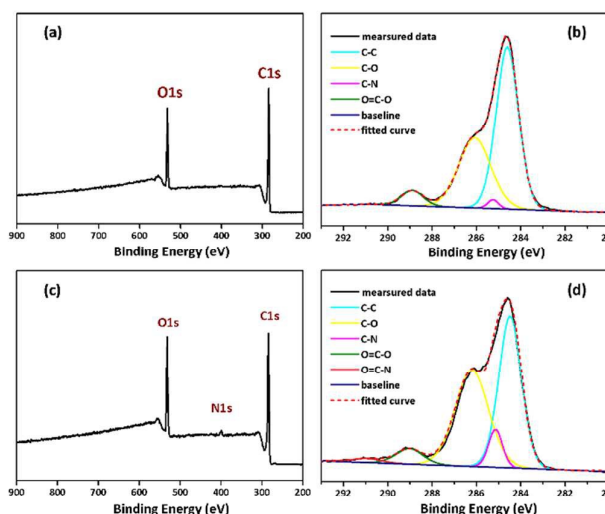 (a)
O1s
C1s
900 800 700 600 500 400 300 200
Binding Energy (eV)
(b)
mearsured data
C-C
C-O
C-N
O=C-O
baseline
fitted curve
292 290 288 286 284 282 280
Binding Energy (eV)
(c)
O1s
N1s
C1s
900 800 700 600 500 400 300 200
Binding Energy (eV)
(d)
mearsured data
C-C
C-O
C-N
O=C-O
O=C-N
baseline
fitted curve
292 290 288 286 284 282
Binding Energy (eV)